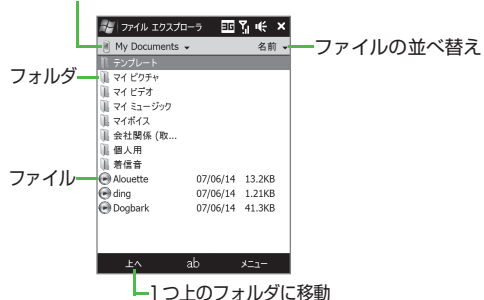 ファイル エクスプローラ 3G
My Documents 名前
ファイルの並べ替え
テンプレート
フォルダ
マイ ピクチャ
マイ ビデオ
マイ ミュージック
マイボイス
会社関係 (取...
個人用
着信音
ファイル
Alouette 07/06/14 13.2KB
ding 07/06/14 1.21KB
Dogbark 07/06/14 41.3KB
上へ ab メニュー
1つ上のフォルダに移動